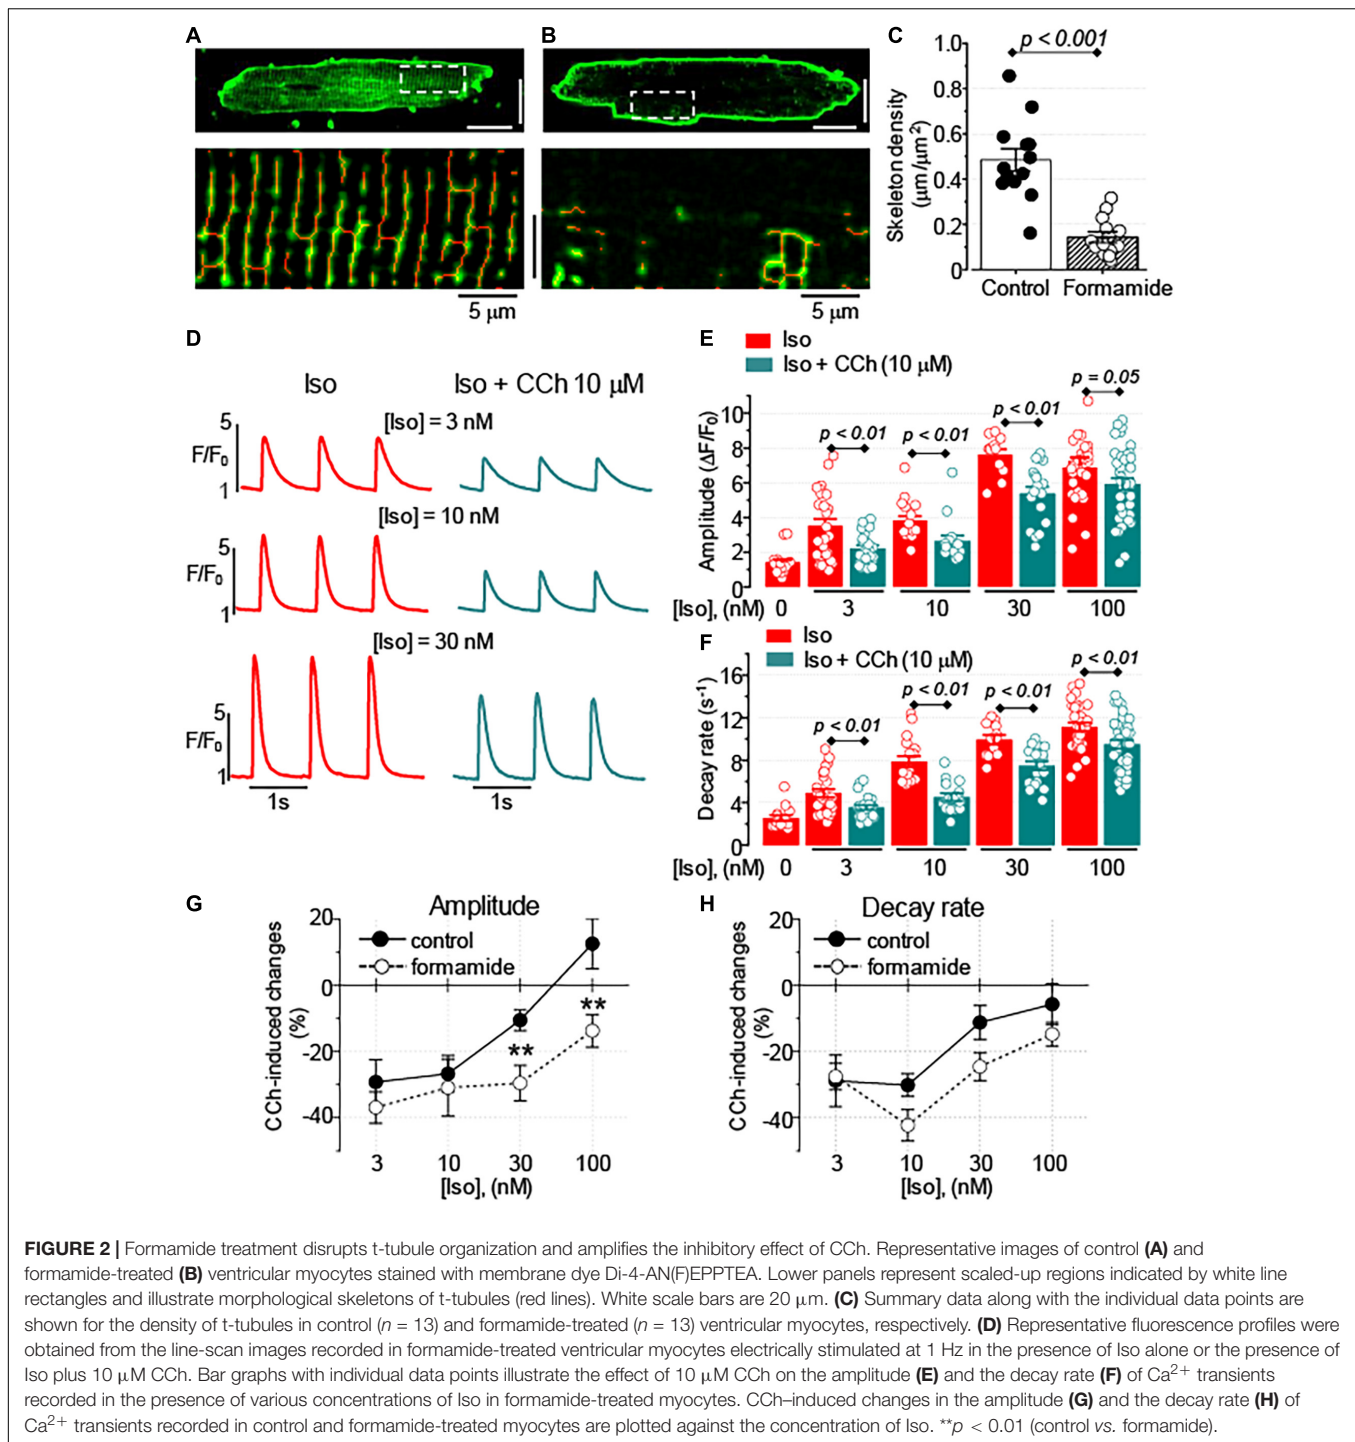 A
B
C
p < 0.001
1.0
0.8
0.6
0.4
0.2
0
Skeleton density
(μm/μm²)
Control Formamide
5 μm
5 μm
D
Iso
Iso + CCh 10 μM
[Iso] = 3 nM
5
F/F₀
1
[Iso] = 10 nM
5
F/F₀
1
[Iso] = 30 nM
5
F/F₀
1
1s
1s
E
Iso
Iso + CCh (10 μM)
p < 0.01
p < 0.01
p < 0.01
p = 0.05
10
8
6
4
2
0
Amplitude (ΔF/F₀)
[Iso], (nM) 0 3 10 30 100
F
Iso
Iso + CCh (10 μM)
p < 0.01
p < 0.01
p < 0.01
p < 0.01
16
12
8
4
0
Decay rate (s⁻¹)
[Iso], (nM) 0 3 10 30 100
G
Amplitude
control
formamide
20
0
-20
-40
CCh-induced changes
(%)
**
**
3 10 30 100
[Iso], (nM)
H
Decay rate
control
formamide
20
0
-20
-40
CCh-induced changes
(%)
3 10 30 100
[Iso], (nM)
FIGURE 2 | Formamide treatment disrupts t-tubule organization and amplifies the inhibitory effect of CCh. Representative images of control (A) and
formamide-treated (B) ventricular myocytes stained with membrane dye Di-4-AN(F)EPPTEA. Lower panels represent scaled-up regions indicated by white line
rectangles and illustrate morphological skeletons of t-tubules (red lines). White scale bars are 20 μm. (C) Summary data along with the individual data points are
shown for the density of t-tubules in control (n = 13) and formamide-treated (n = 13) ventricular myocytes, respectively. (D) Representative fluorescence profiles were
obtained from the line-scan images recorded in formamide-treated ventricular myocytes electrically stimulated at 1 Hz in the presence of Iso alone or the presence of
Iso plus 10 μM CCh. Bar graphs with individual data points illustrate the effect of 10 μM CCh on the amplitude (E) and the decay rate (F) of Ca²⁺ transients
recorded in the presence of various concentrations of Iso in formamide-treated myocytes. CCh–induced changes in the amplitude (G) and the decay rate (H) of
Ca²⁺ transients recorded in control and formamide-treated myocytes are plotted against the concentration of Iso. **p < 0.01 (control vs. formamide).